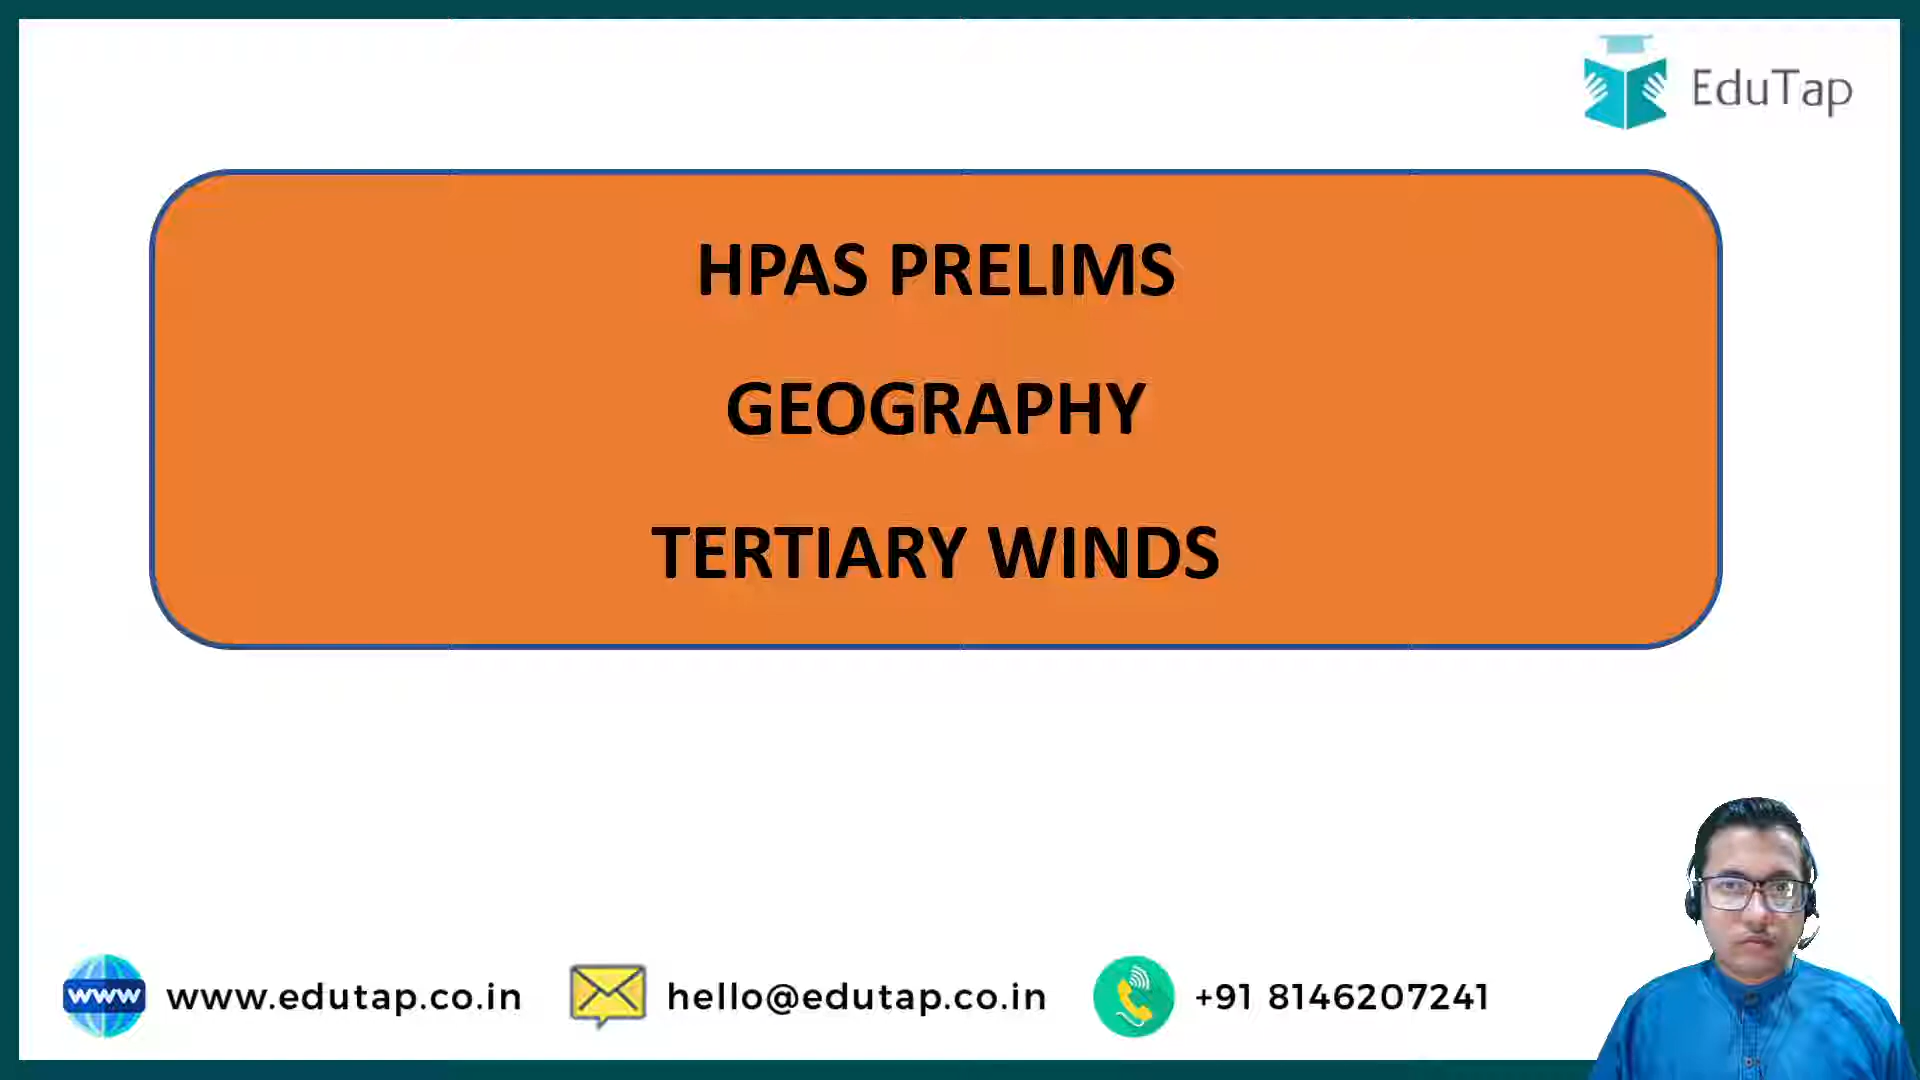 EduTap
HPAS PRELIMS
GEOGRAPHY
TERTIARY WINDS
www www.edutap.co.in hello@edutap.co.in +91 8146207241